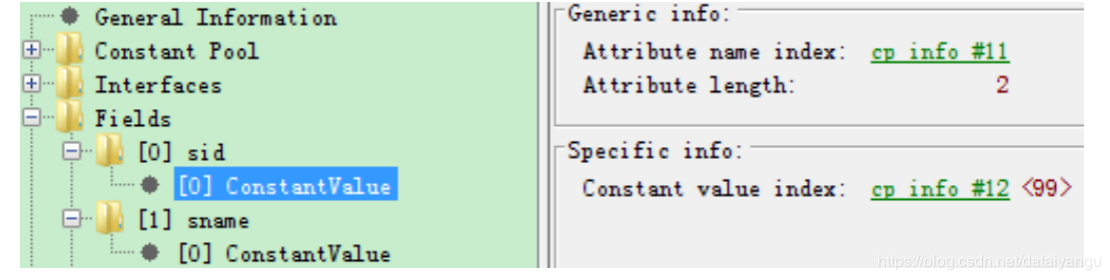 General Information
Constant Pool
Interfaces
Fields
[0] sid
[0] ConstantValue
[1] sname
[0] ConstantValue
Generic info:
Attribute name index: cp info #11
Attribute length: 2
Specific info:
Constant value index: cp info #12 <99>
https://blog.csdn.net/dataiyangu